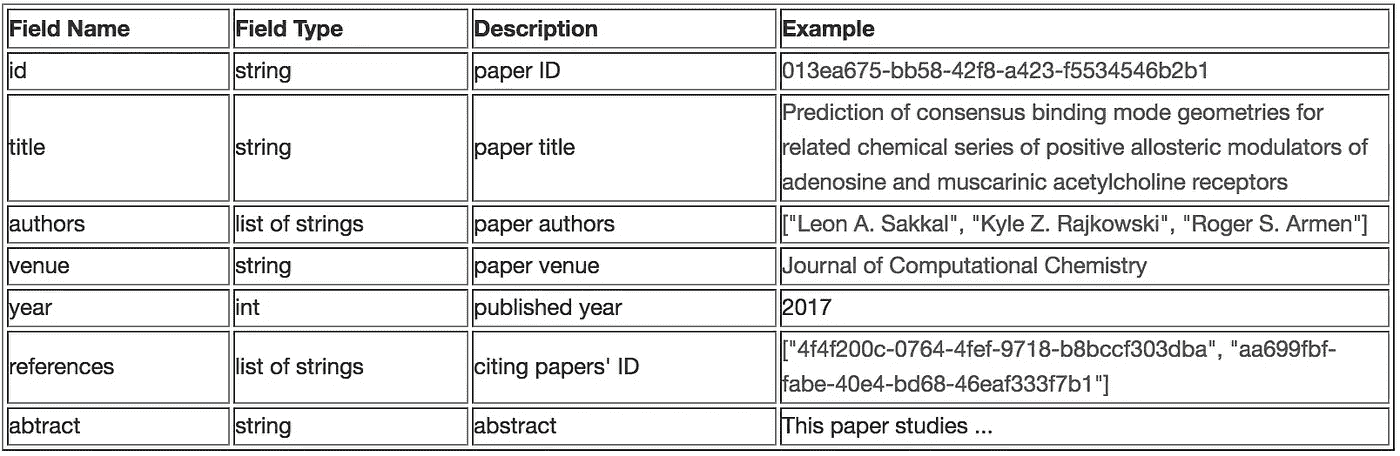 Field Name Field Type Description Example
id string paper ID 013ea675-bb58-42f8-a423-f5534546b2b1
title string paper title Prediction of consensus binding mode geometries for
related chemical series of positive allosteric modulators of
adenosine and muscarinic acetylcholine receptors
authors list of strings paper authors ["Leon A. Sakkal", "Kyle Z. Rajkowski", "Roger S. Armen"]
venue string paper venue Journal of Computational Chemistry
year int published year 2017
references list of strings citing papers' ID ["4f4f200c-0764-4fef-9718-b8bccf303dba", "aa699fbf-
fabe-40e4-bd68-46eaf333f7b1"]
abtract string abstract This paper studies ...